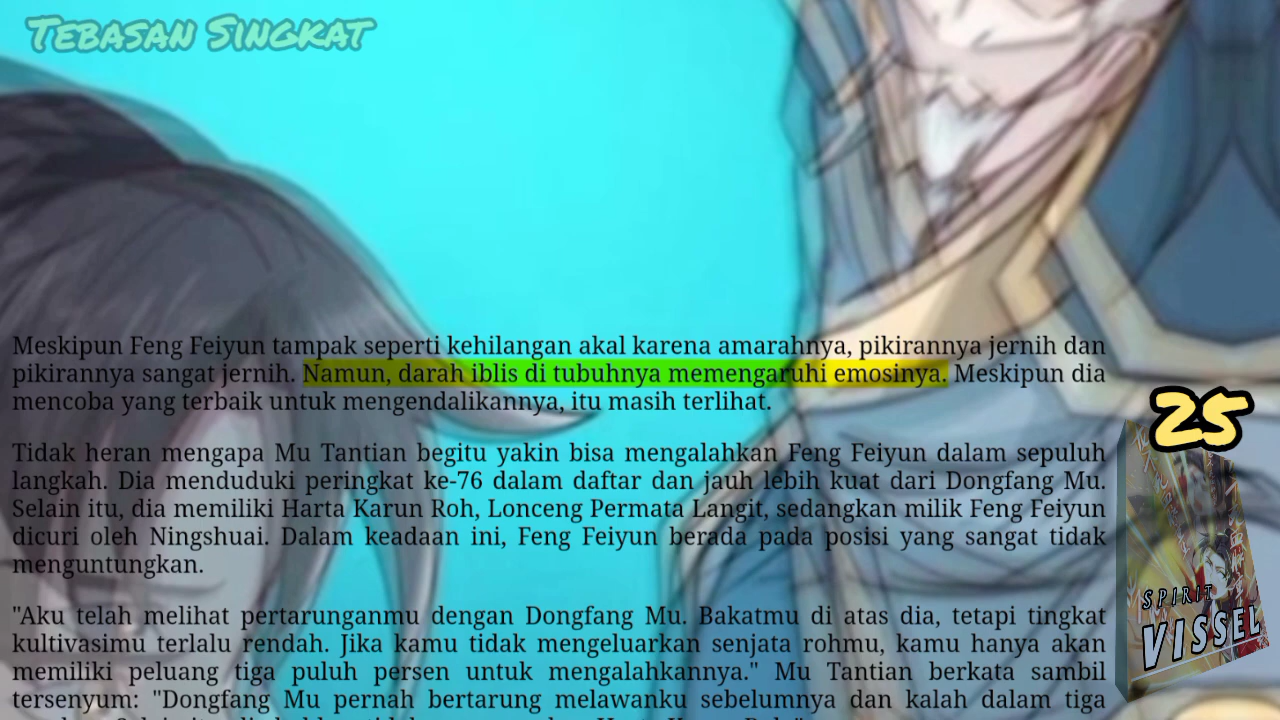 TEBASAN SINGKAT
Meskipun Feng Feiyun tampak seperti kehilangan akal karena amarahnya, pikirannya jernih dan
pikirannya sangat jernih. Namun, darah iblis di tubuhnya memengaruhi emosinya. Meskipun dia
mencoba yang terbaik untuk mengendalikannya, itu masih terlihat.
Tidak heran mengapa Mu Tantian begitu yakin bisa mengalahkan Feng Feiyun dalam sepuluh
langkah. Dia menduduki peringkat ke-76 dalam daftar dan jauh lebih kuat dari Dongfang Mu.
Selain itu, dia memiliki Harta Karun Roh, Lonceng Permata Langit, sedangkan milik Feng Feiyun
dicuri oleh Ningshuai. Dalam keadaan ini, Feng Feiyun berada pada posisi yang sangat tidak
menguntungkan.
"Aku telah melihat pertarunganmu dengan Dongfang Mu. Bakatmu di atas dia, tetapi tingkat
kultivasimu terlalu rendah. Jika kamu tidak mengeluarkan senjata rohmu, kamu hanya akan
memiliki peluang tiga puluh persen untuk mengalahkannya." Mu Tantian berkata sambil
tersenyum: "Dongfang Mu pernah bertarung melawanku sebelumnya dan kalah dalam tiga
25
SPIRIT
VISSEL